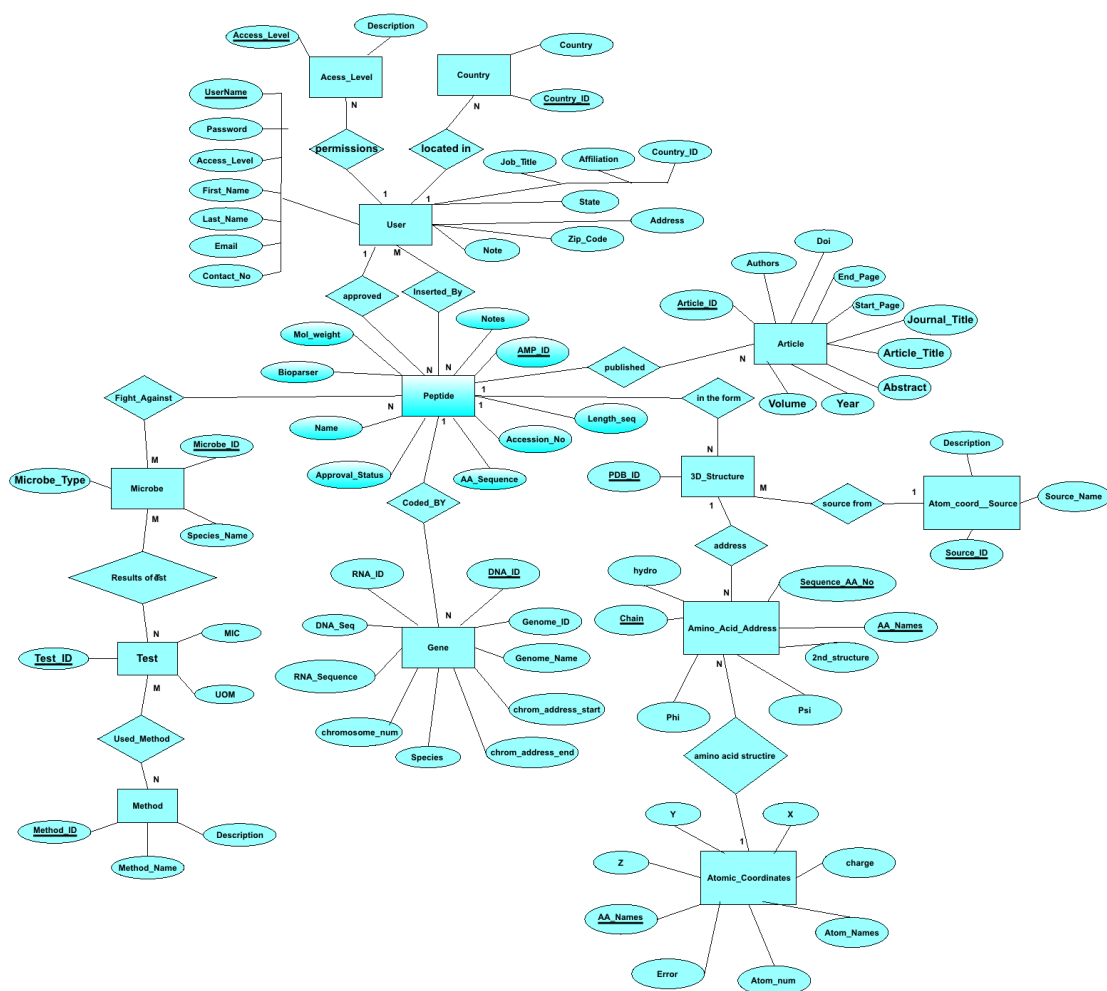 Access_Level
Description
Acess_Level
N
Country
Country
Country_ID
N
UserName
Password
Access_Level
First_Name
Last_Name
Email
Contact_No
permissions
located in
Job_Title
Affiliation
Country_ID
1
1
User
State
Address
Zip_Code
Note
1
M
approved
Inserted_By
Mol_weight
Notes
Bioparser
AMP_ID
N
N
Peptide
1
1
1
N
Name
Approval_Status
AA_Sequence
Accession_No
Length_seq
published
N
Article
Article_ID
Authors
Doi
End_Page
Start_Page
Journal_Title
Article_Title
Abstract
Year
Volume
Fight_Against
M
Microbe_ID
Microbe_Type
Microbe
Species_Name
M
Results of
N
MIC
Test_ID
Test
UOM
M
Used_Method
N
Method
Method_ID
Method_Name
Description
Coded_BY
N
RNA_ID
DNA_ID
DNA_Seq
Gene
Genome_ID
Genome_Name
RNA_Sequence
chromosome_num
Species
chrom_address_end
chrom_address_start
in the form
N
PDB_ID
3D_Structure
M
1
source from
1
Description
Atom_coord__Source
Source_Name
Source_ID
address
N
hydro
Sequence_AA_No
Chain
Amino_Acid_Address
AA_Names
2nd_structure
N
Phi
Psi
amino acid structire
1
Y
X
Z
Atomic_Coordinates
charge
AA_Names
Atom_Names
Error
Atom_num